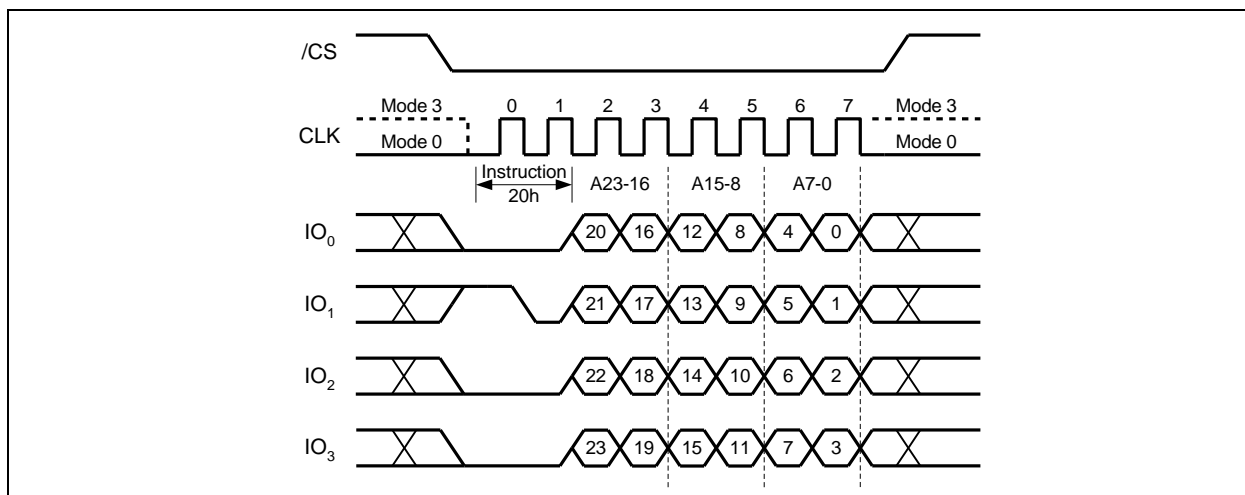 /CS
Mode 3 0 1 2 3 4 5 6 7 Mode 3
CLK
Mode 0 Mode 0
Instruction
20h
A23-16 A15-8 A7-0
IO0 20 16 12 8 4 0
IO1 21 17 13 9 5 1
IO2 22 18 14 10 6 2
IO3 23 19 15 11 7 3